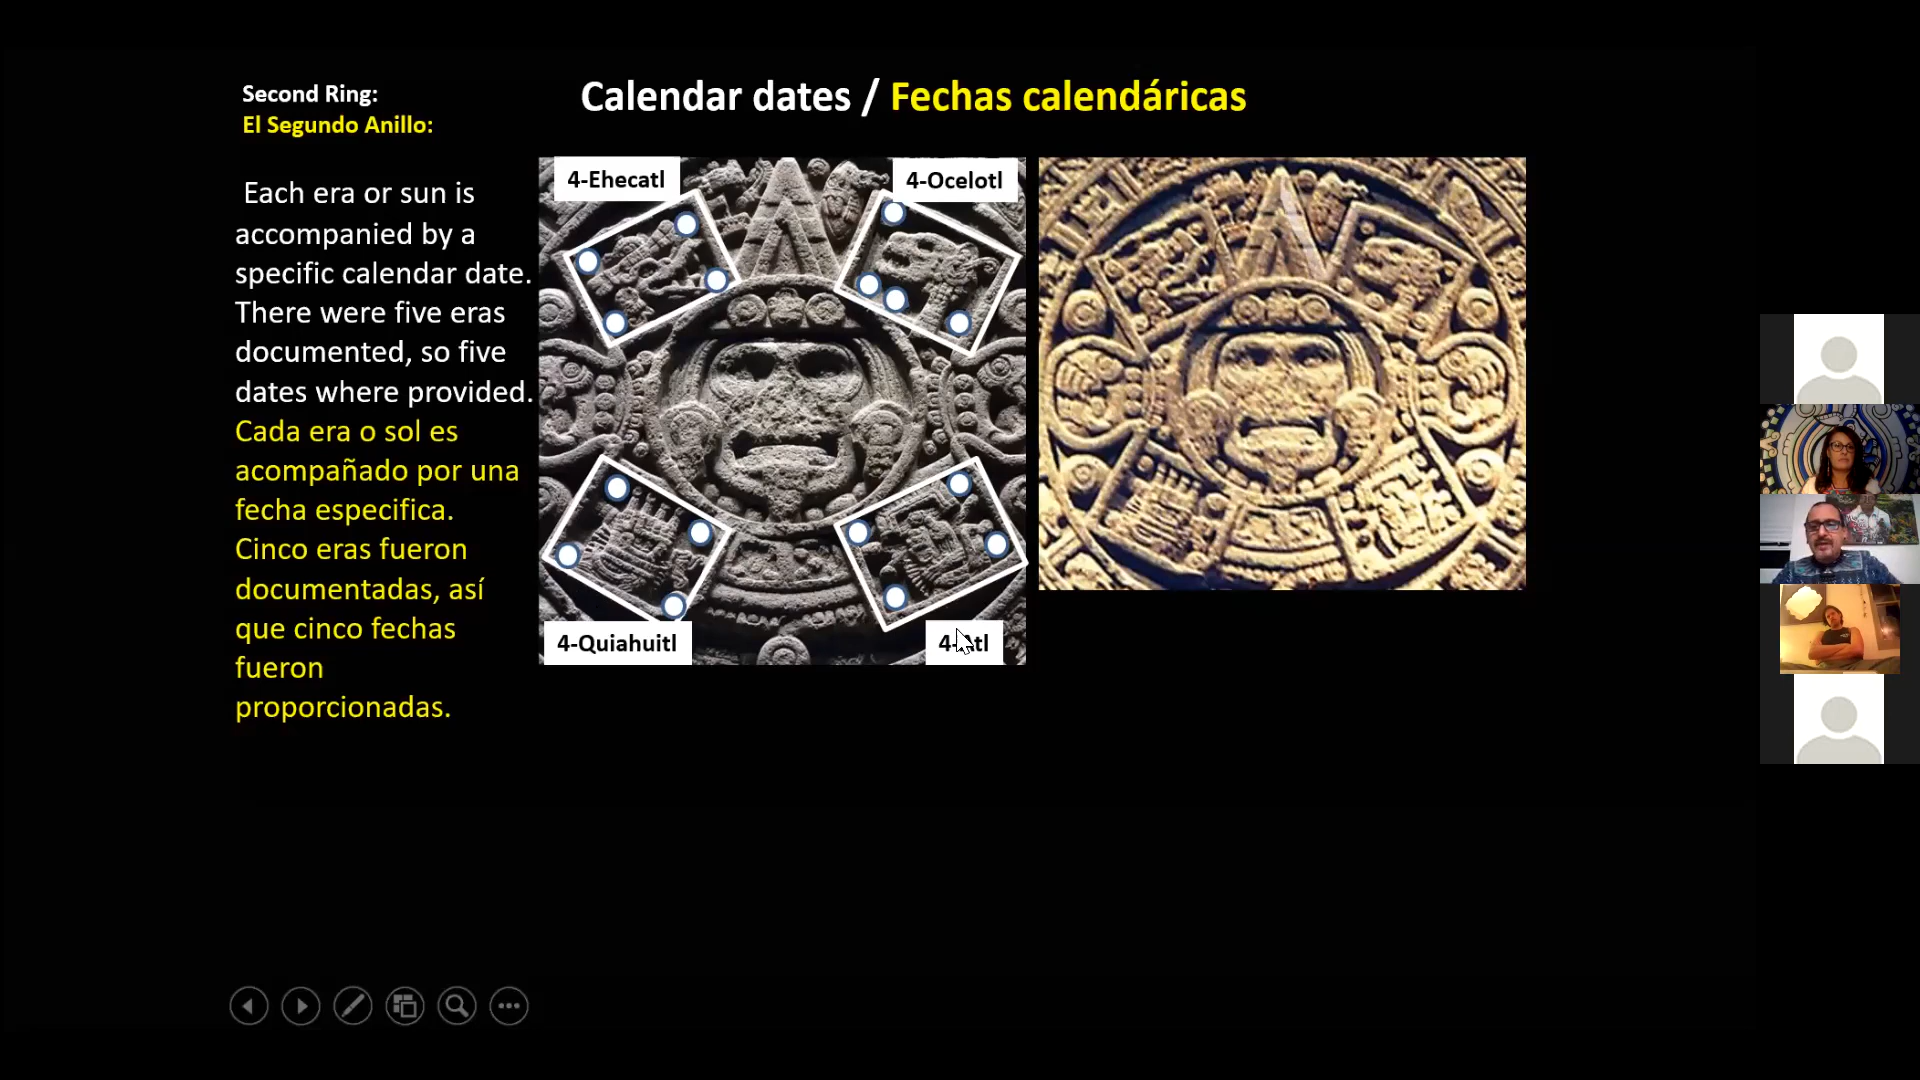 Second Ring:
El Segundo Anillo:
Calendar dates / Fechas calendáricas
Each era or sun is
accompanied by a
specific calendar date.
There were five eras
documented, so five
dates where provided.
Cada era o sol es
acompañado por una
fecha especifica.
Cinco eras fueron
documentadas, así
que cinco fechas
fueron
proporcionadas.
4-Ehecatl
4-Ocelotl
4-Quiahuitl
4-Atl